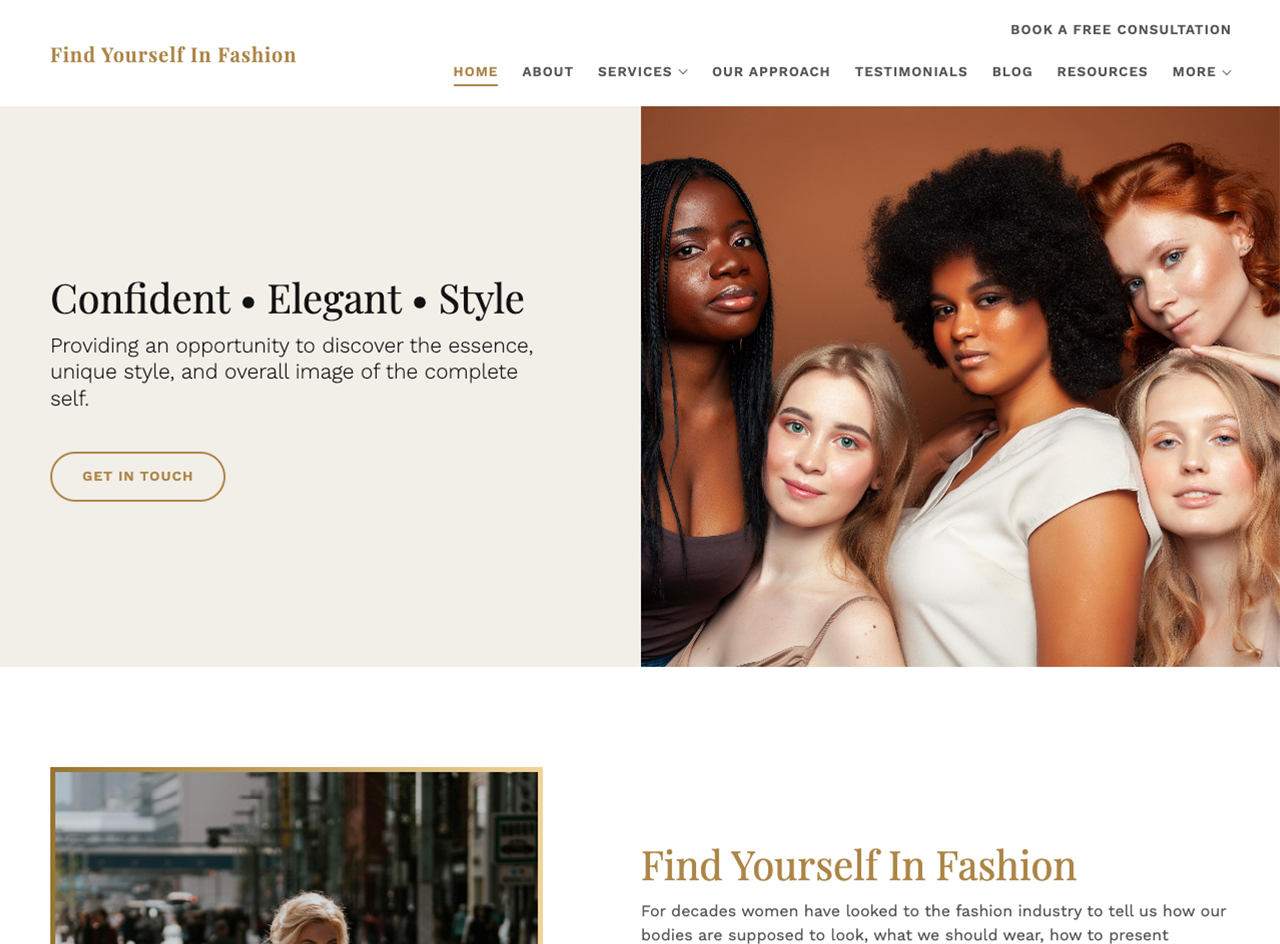 BOOK A FREE CONSULTATION
Find Yourself In Fashion
HOME ABOUT SERVICES OUR APPROACH TESTIMONIALS BLOG RESOURCES MORE
Confident • Elegant • Style
Providing an opportunity to discover the essence,
unique style, and overall image of the complete
self.
GET IN TOUCH
Find Yourself In Fashion
For decades women have looked to the fashion industry to tell us how our
bodies are supposed to look, what we should wear, how to present